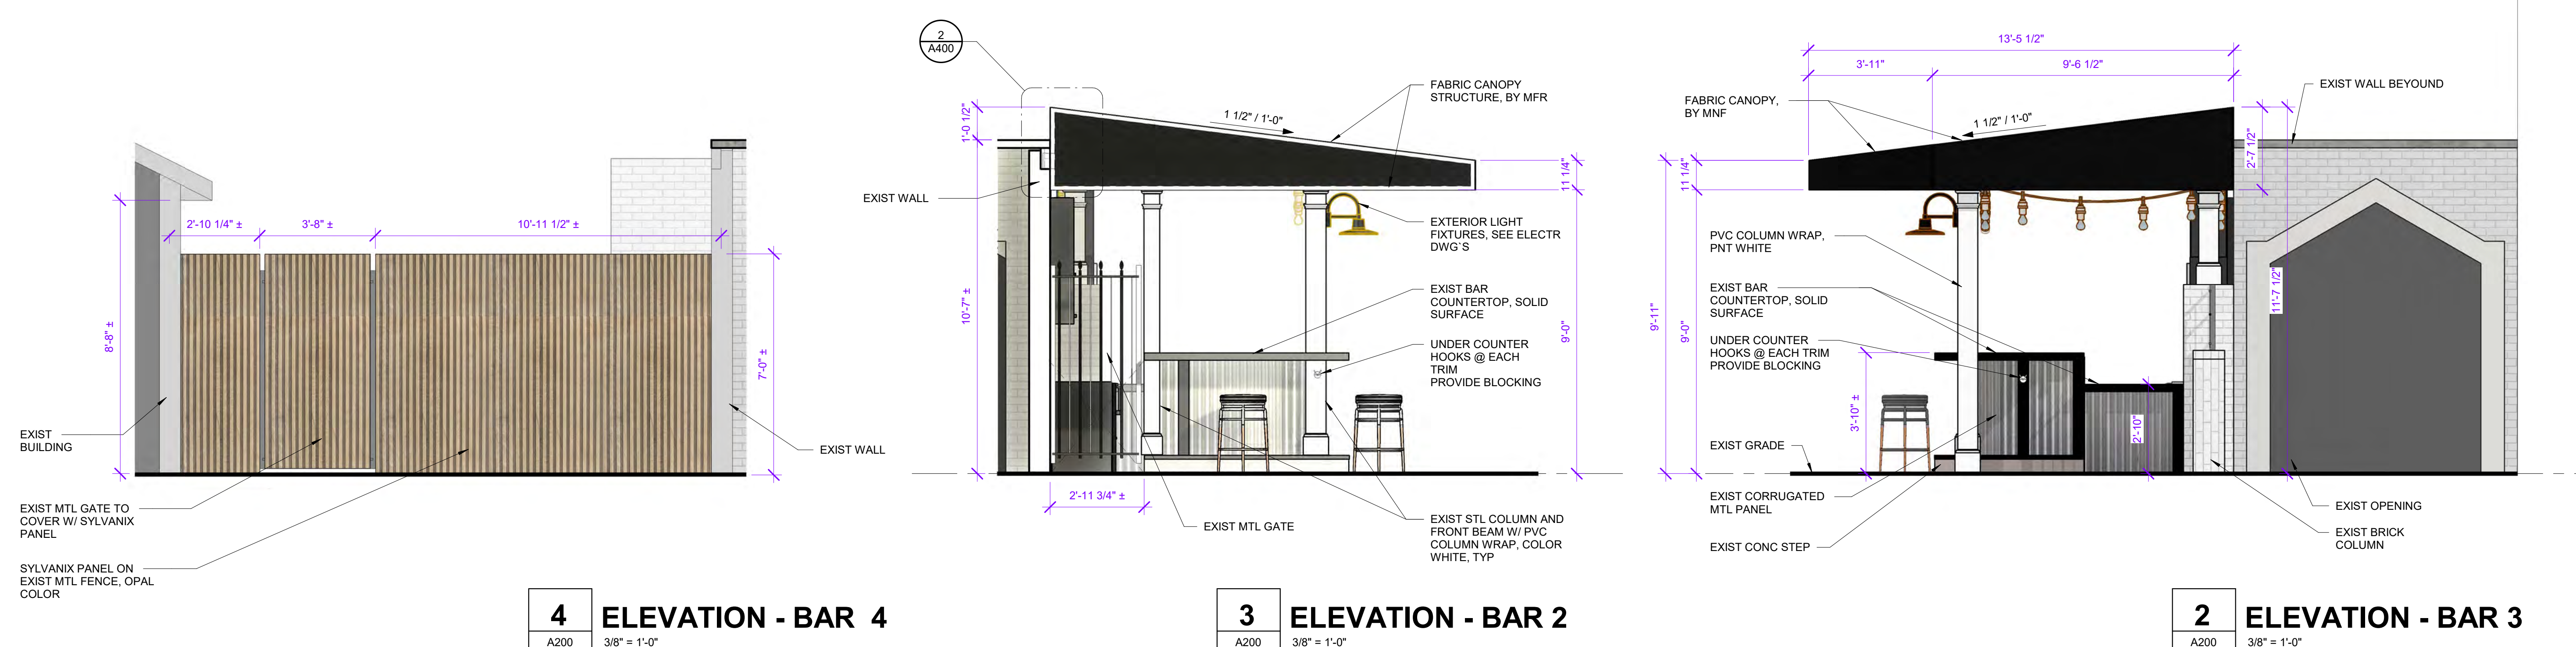 8'-8" ±
2'-10 1/4" ±
3'-8" ±
10'-11 1/2" ±
7'-0" ±
EXIST
BUILDING
EXIST WALL
EXIST MTL GATE TO
COVER W/ SYLVANIX
PANEL
SYLVANIX PANEL ON
EXIST MTL FENCE, OPAL
COLOR
4
A200
ELEVATION - BAR 4
3/8" = 1'-0"
2
A400
1'-0 1/2"
10'-7" ±
1 1/2" / 1'-0"
FABRIC CANOPY
STRUCTURE, BY MFR
11 1/4"
9'-0"
EXIST WALL
EXTERIOR LIGHT
FIXTURES, SEE ELECTR
DWG`S
EXIST BAR
COUNTERTOP, SOLID
SURFACE
UNDER COUNTER
HOOKS @ EACH
TRIM
PROVIDE BLOCKING
2'-11 3/4" ±
EXIST MTL GATE
EXIST STL COLUMN AND
FRONT BEAM W/ PVC
COLUMN WRAP, COLOR
WHITE, TYP
3
A200
ELEVATION - BAR 2
3/8" = 1'-0"
13'-5 1/2"
3'-11"
9'-6 1/2"
FABRIC CANOPY,
BY MNF
1 1/2" / 1'-0"
EXIST WALL BEYOUND
2'-7 1/2"
11'-7 1/2"
11 1/4"
9'-11"
9'-0"
PVC COLUMN WRAP,
PNT WHITE
EXIST BAR
COUNTERTOP, SOLID
SURFACE
UNDER COUNTER
HOOKS @ EACH TRIM
PROVIDE BLOCKING
3'-10" ±
2'-10"
EXIST GRADE
EXIST CORRUGATED
MTL PANEL
EXIST CONC STEP
EXIST OPENING
EXIST BRICK
COLUMN
2
A200
ELEVATION - BAR 3
3/8" = 1'-0"